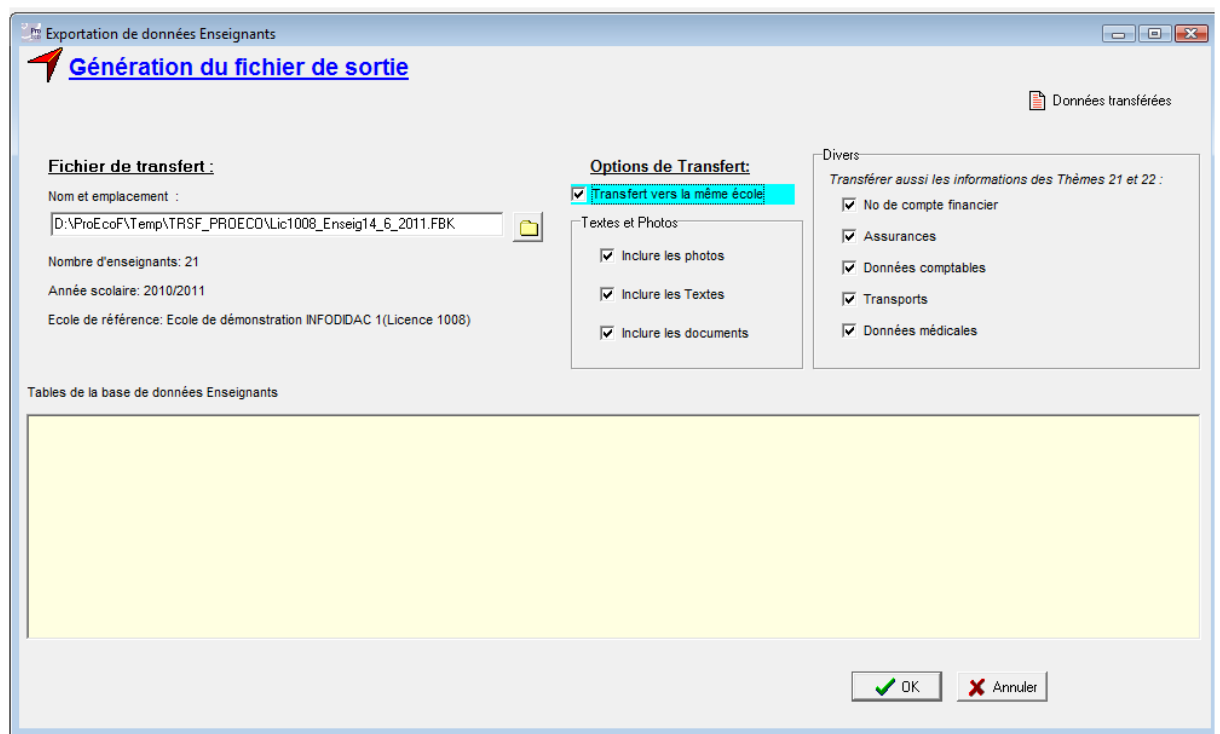 Exportation de données Enseignants
Génération du fichier de sortie
Données transférées
Fichier de transfert :
Nom et emplacement :
D:\ProEcoF\Temp\TRSF_PROECO\Lic1008_Enseig14_6_2011.FBK
Nombre d'enseignants: 21
Année scolaire: 2010/2011
Ecole de référence: Ecole de démonstration INFODIDAC 1(Licence 1008)
Options de Transfert:
Transfert vers la même école
Textes et Photos
Inclure les photos
Inclure les Textes
Inclure les documents
Divers
Transférer aussi les informations des Thèmes 21 et 22 :
No de compte financier
Assurances
Données comptables
Transports
Données médicales
Tables de la base de données Enseignants
OK
Annuler